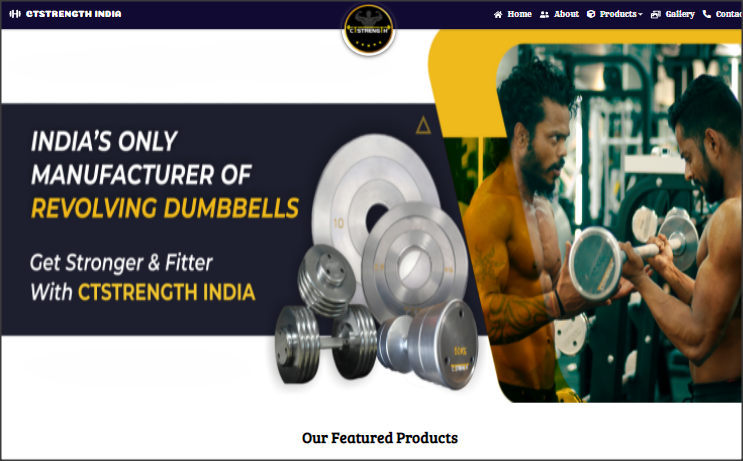 CTSTRENGTH INDIA
CTSTRENGTH
Home About Products Gallery Contac
INDIA'S ONLY
MANUFACTURER OF
REVOLVING DUMBBELLS
Get Stronger & Fitter
With CTSTRENGTH INDIA
10
Our Featured Products